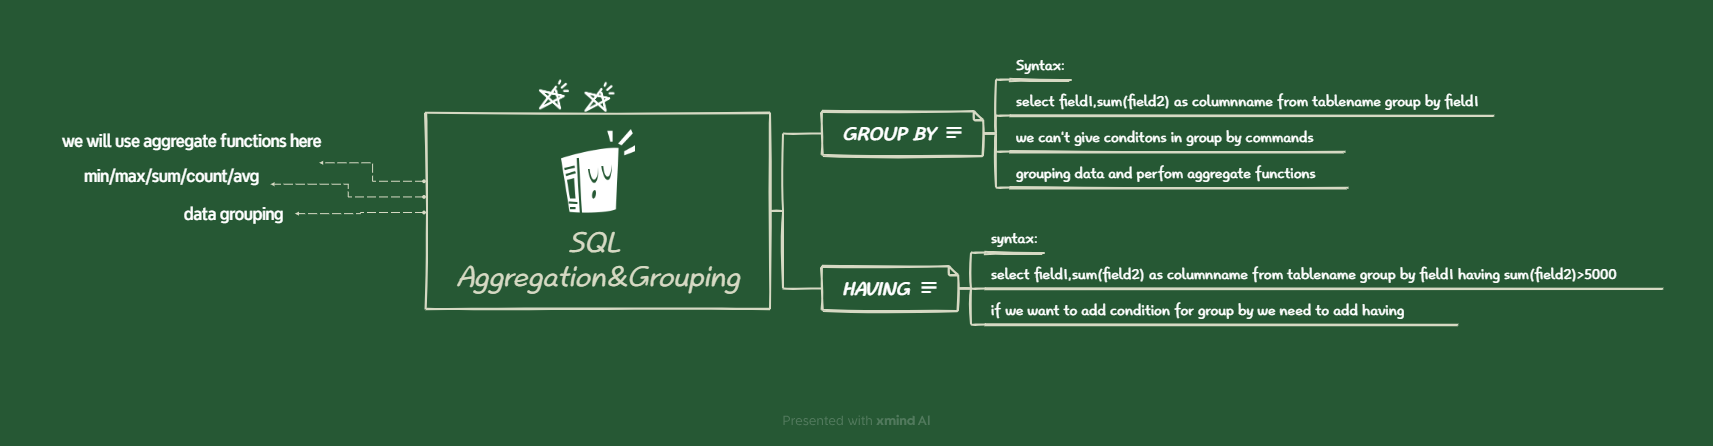 we will use aggregate functions here
min/max/sum/count/avg
data grouping
SQL
Aggregation&Grouping
GROUP BY
Syntax:
select field1,sum(field2) as columnname from tablename group by field1
we can't give conditons in group by commands
grouping data and perfom aggregate functions
HAVING
syntax:
select field1,sum(field2) as columnname from tablename group by field1 having sum(field2)>5000
if we want to add condition for group by we need to add having
Presented with xmind AI